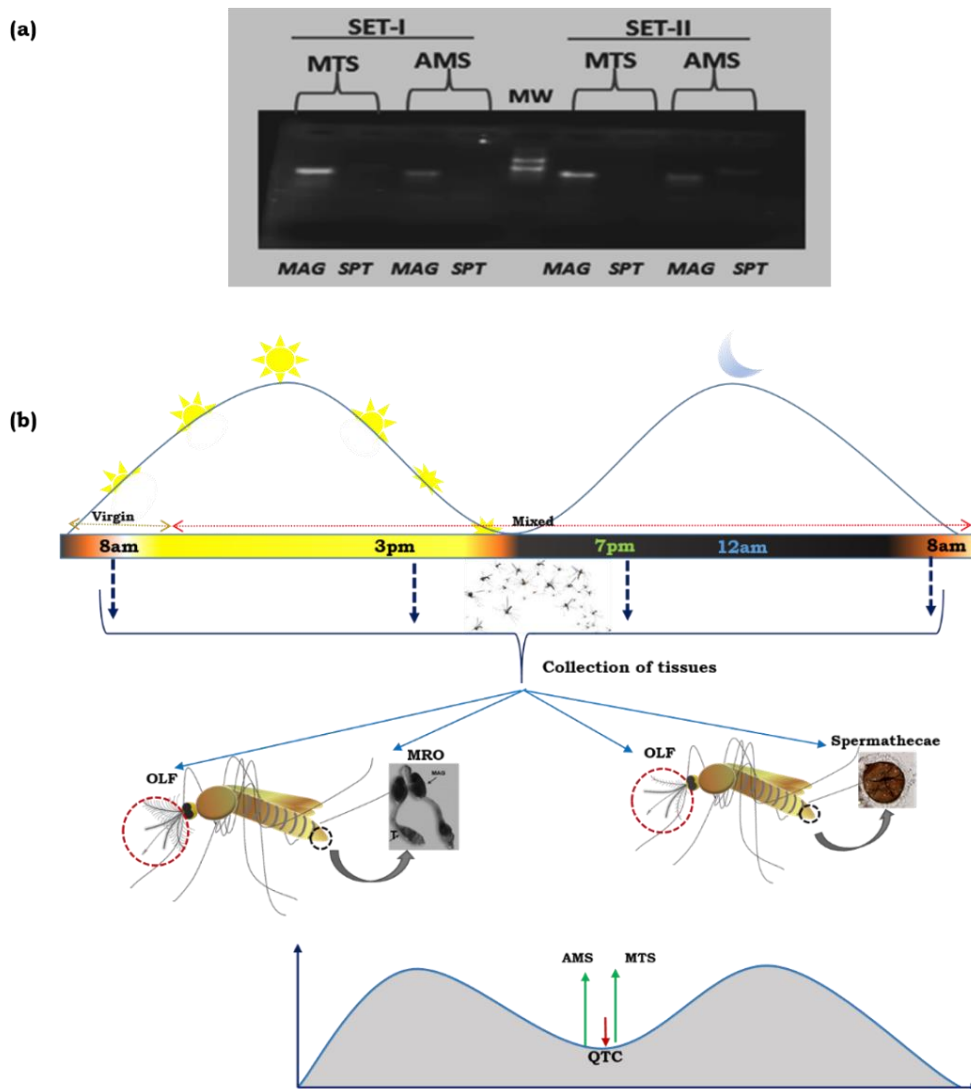 (a)
SET-I SET-II
MTS AMS MTS AMS
MW
MAG SPT MAG SPT MAG SPT MAG SPT
(b)
Virgin Mixed
8am 3pm 7pm 12am 8am
Collection of tissues
OLF MRO OLF Spermathecae
MAG
T
AMS MTS
QTC